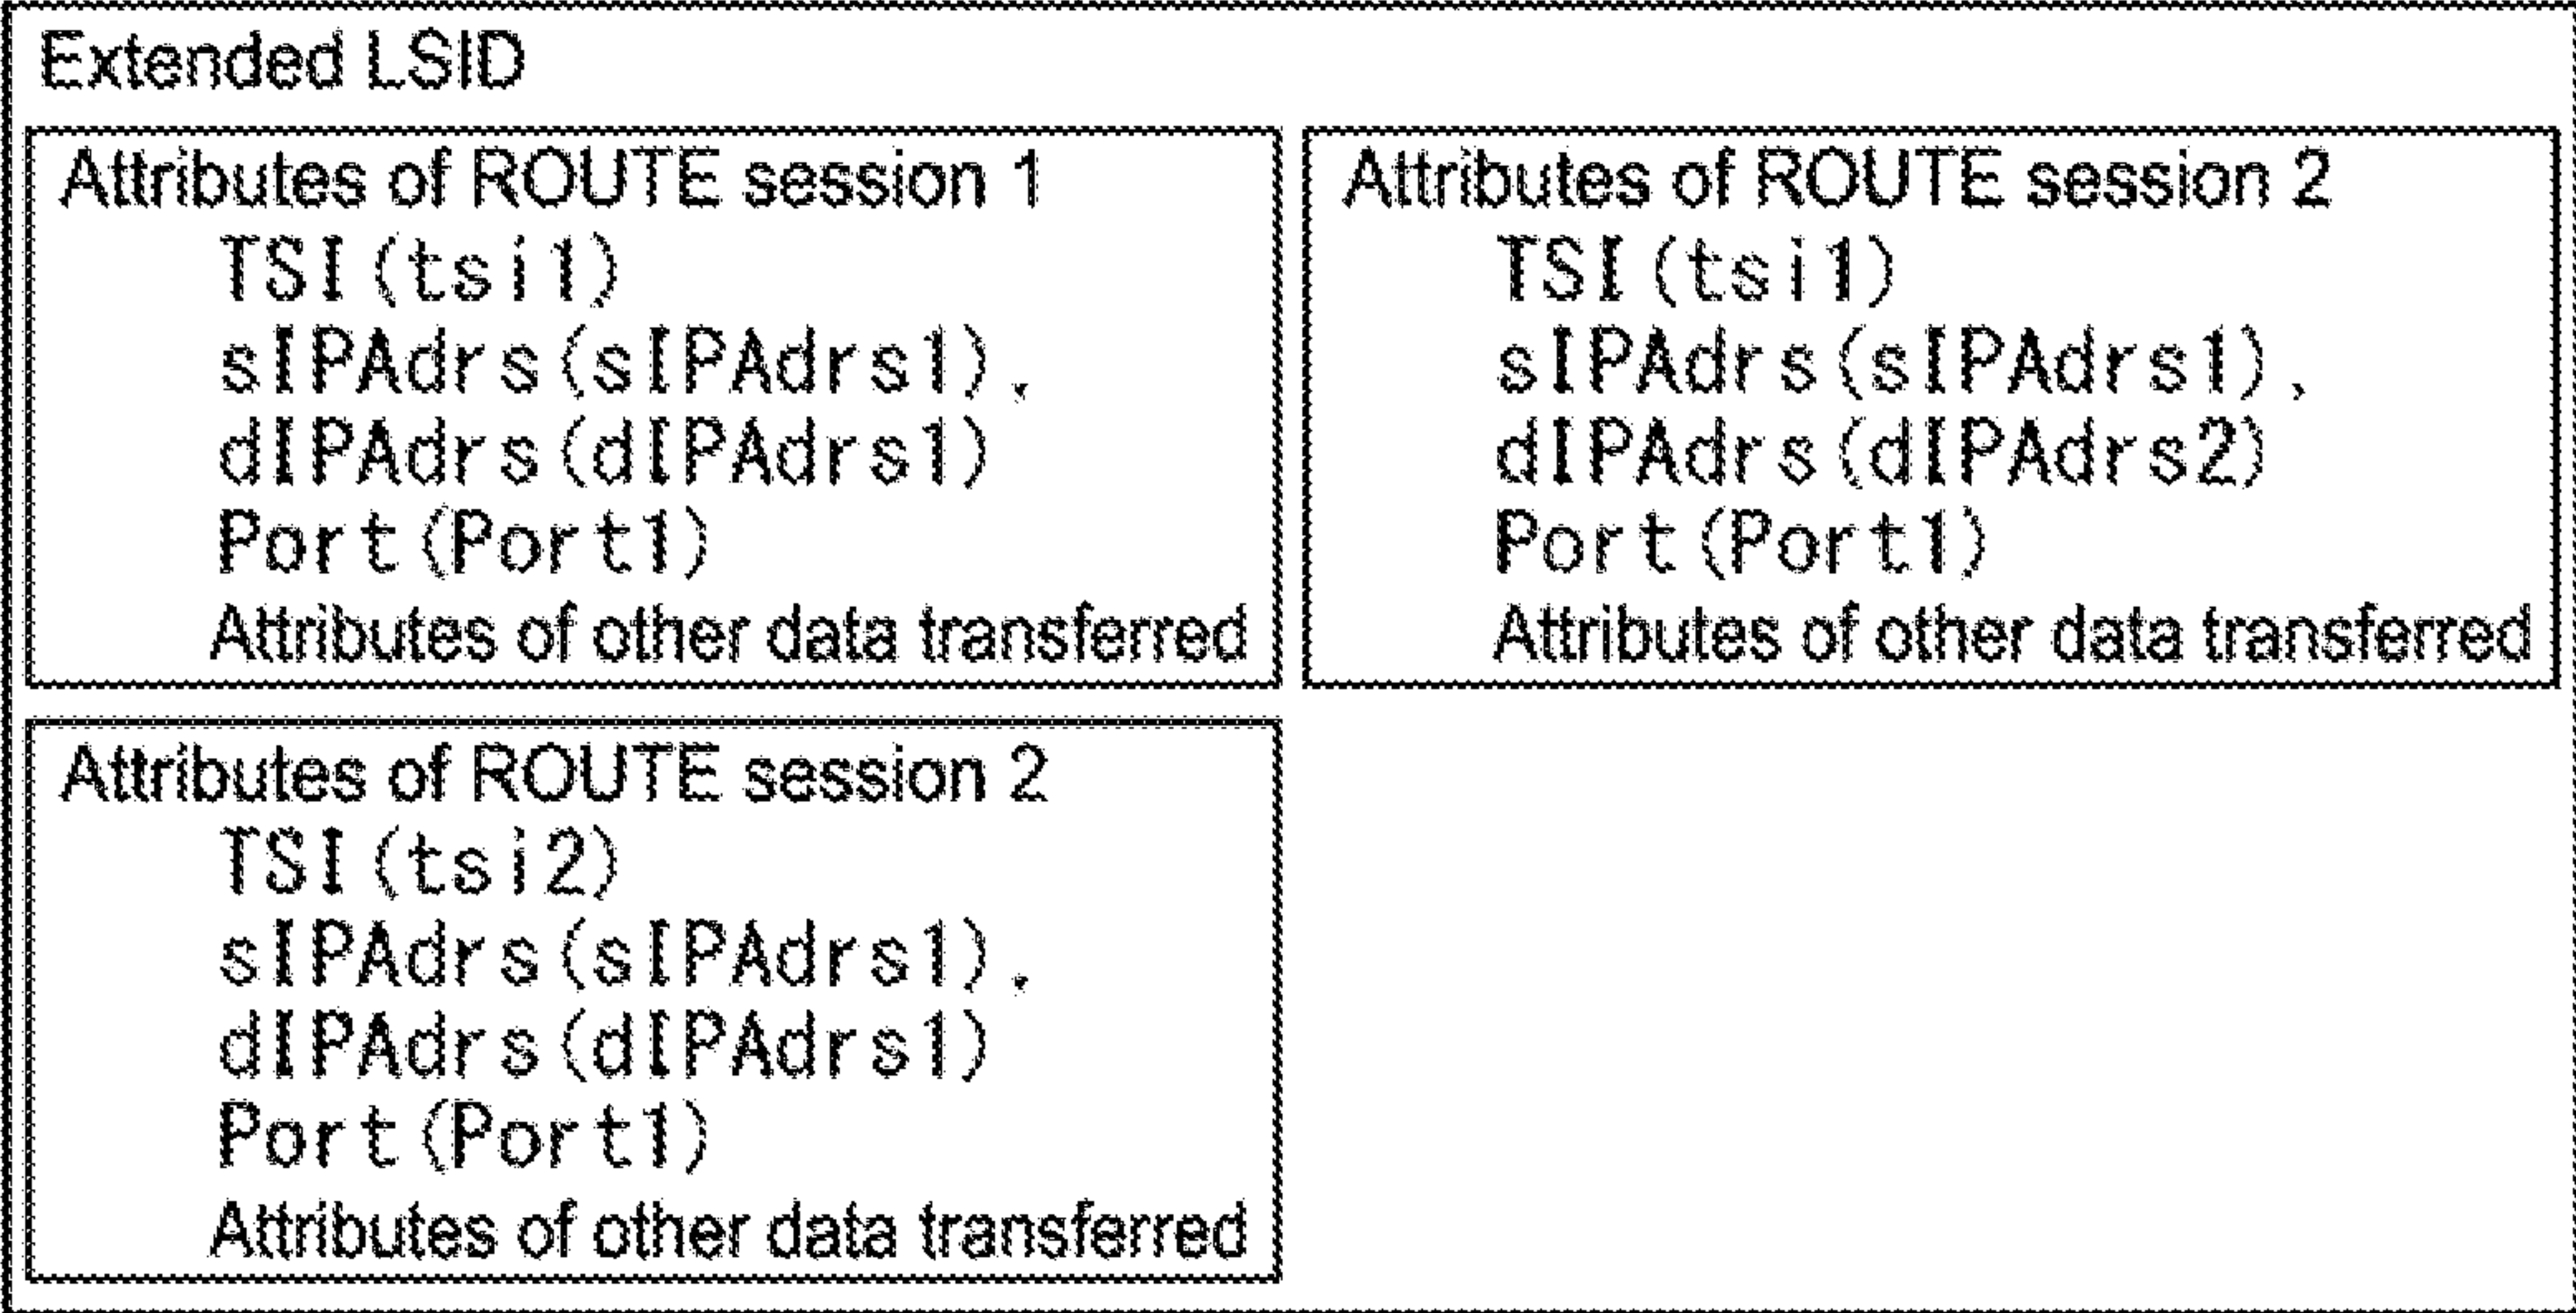 Extended LSID
Attributes of ROUTE session 1
TSI(tsi1)
sIPAdrs(sIPAdrs1),
dIPAdrs(dIPAdrs1)
Port(Port1)
Attributes of other data transferred
Attributes of ROUTE session 2
TSI(tsi1)
sIPAdrs(sIPAdrs1),
dIPAdrs(dIPAdrs2)
Port(Port1)
Attributes of other data transferred
Attributes of ROUTE session 2
TSI(tsi2)
sIPAdrs(sIPAdrs1),
dIPAdrs(dIPAdrs1)
Port(Port1)
Attributes of other data transferred